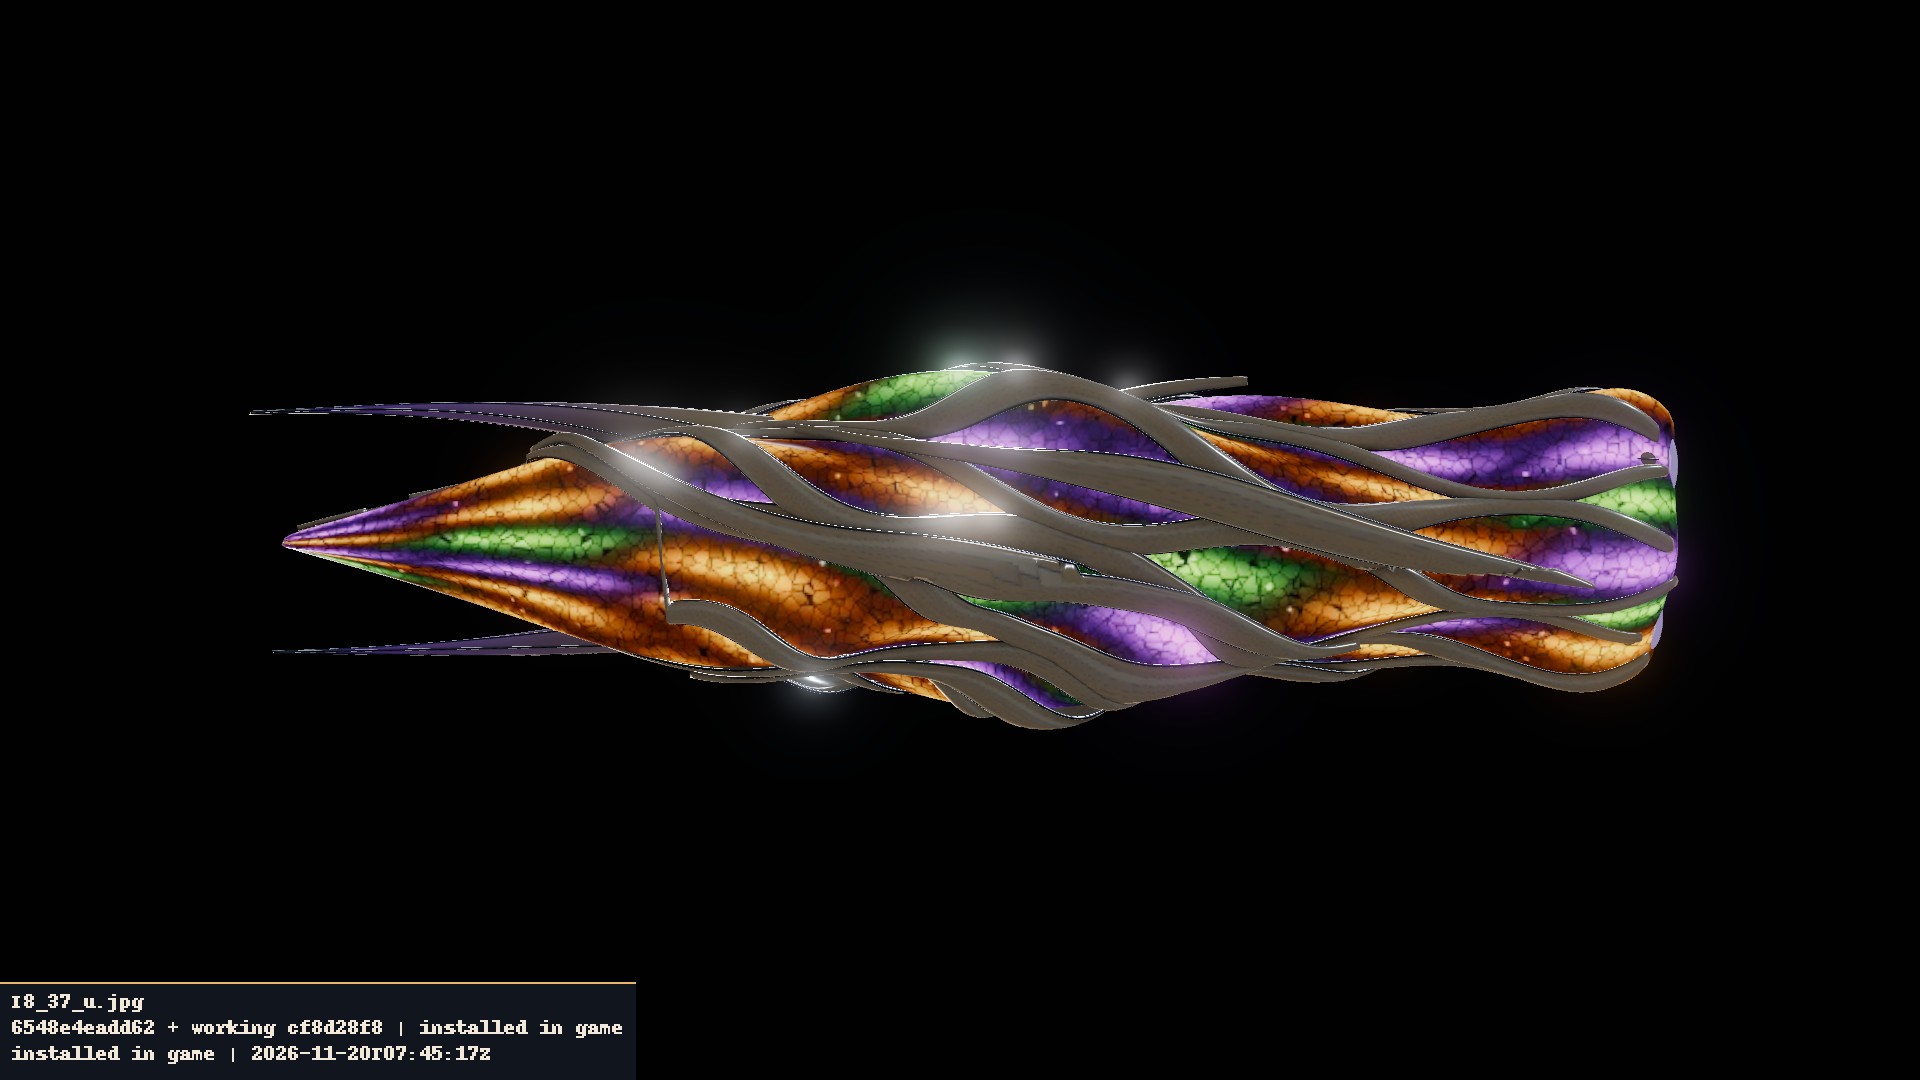 I8_37_u.jpg
6548e4eadd62 + working cf8d28f8 | installed in game
installed in game | 2026-11-20T07:45:17Z